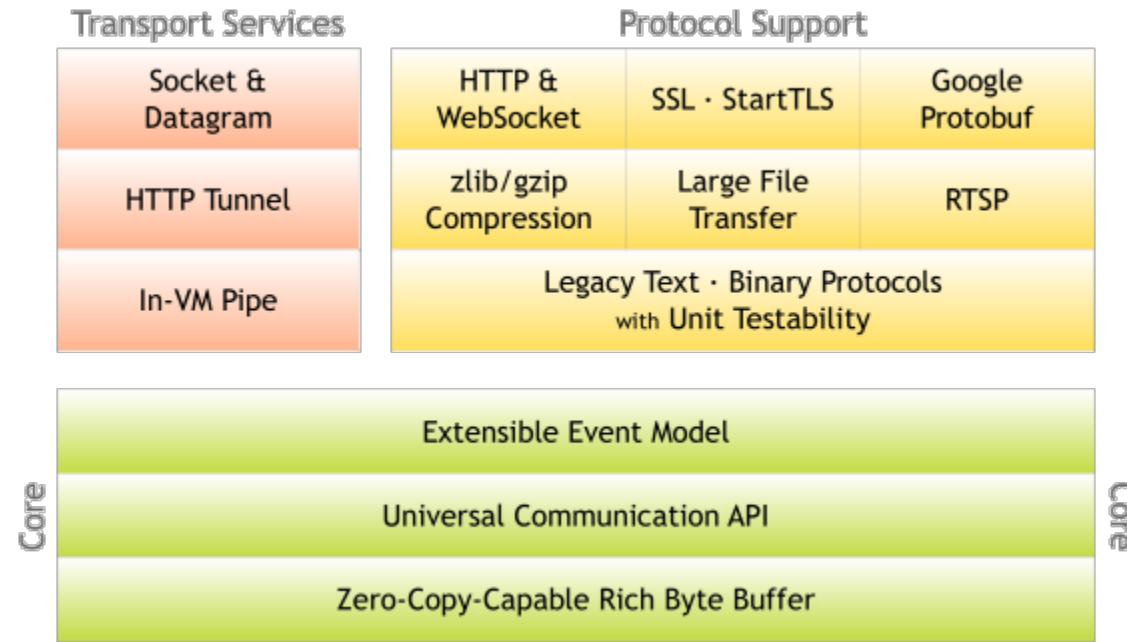 Transport Services
Protocol Support
Socket &
Datagram
HTTP Tunnel
In-VM Pipe
HTTP &
WebSocket
SSL · StartTLS
Google
Protobuf
zlib/gzip
Compression
Large File
Transfer
RTSP
Legacy Text · Binary Protocols
with Unit Testability
Core
Extensible Event Model
Universal Communication API
Zero-Copy-Capable Rich Byte Buffer
Core